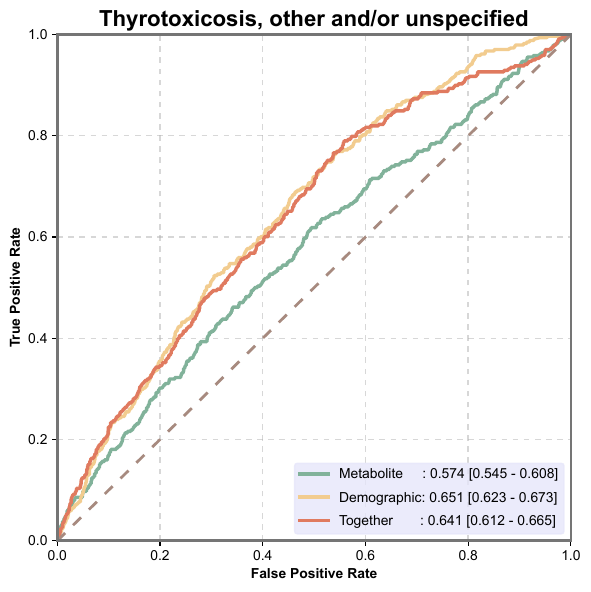 Thyrotoxicosis, other and/or unspecified
True Positive Rate
1.0
0.8
0.6
0.4
0.2
0.0
Metabolite : 0.574 [0.545 - 0.608]
Demographic: 0.651 [0.623 - 0.673]
Together : 0.641 [0.612 - 0.665]
0.0 0.2 0.4 0.6 0.8 1.0
False Positive Rate